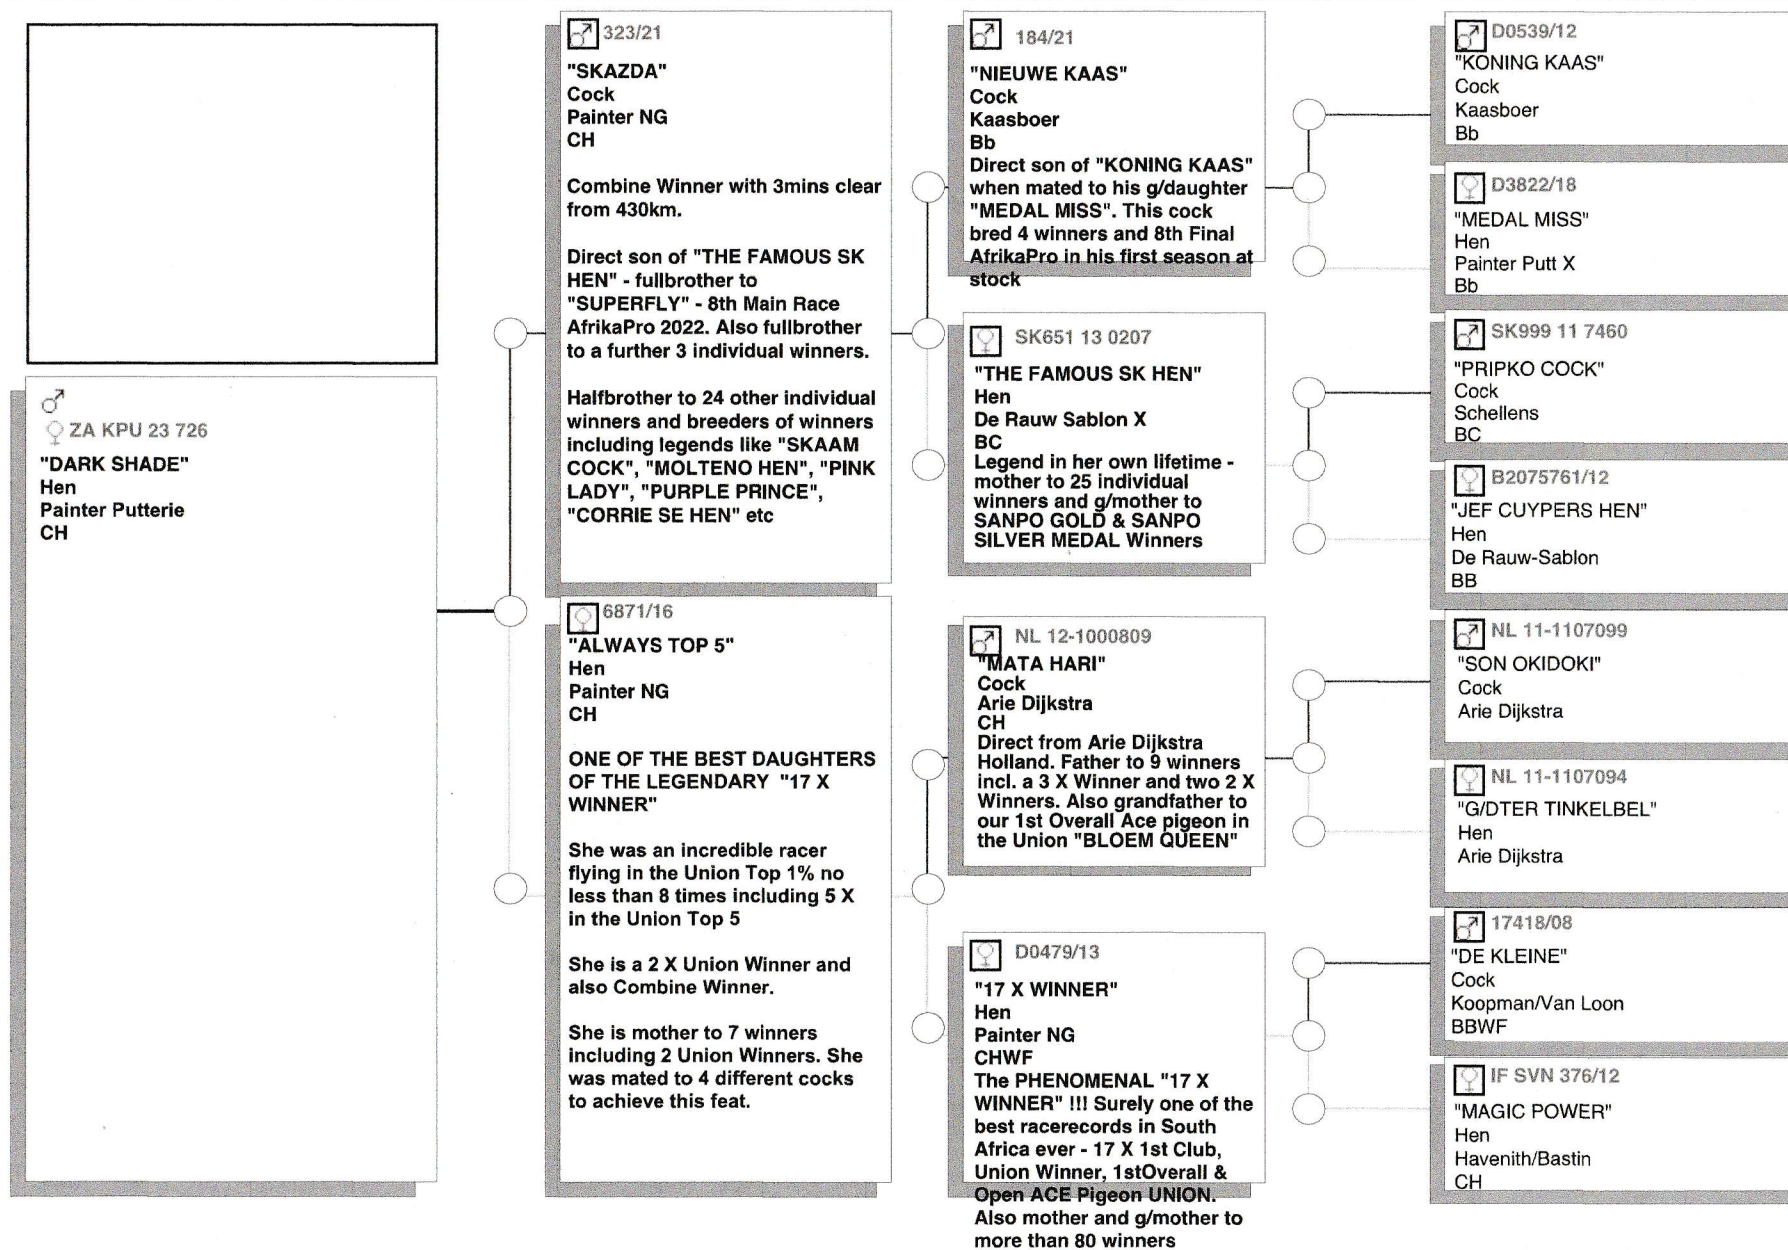 ZA KPU 23 726
"DARK SHADE"
Hen
Painter Putterie
CH
323/21
"SKAZDA"
Cock
Painter NG
CH
Combine Winner with 3mins clear
from 430km.
Direct son of "THE FAMOUS SK
HEN" - fullbrother to
"SUPERFLY" - 8th Main Race
AfrikaPro 2022. Also fullbrother
to a further 3 individual winners.
Halfbrother to 24 other individual
winners and breeders of winners
including legends like "SKAAM
COCK", "MOLTENO HEN", "PINK
LADY", "PURPLE PRINCE",
"CORRIE SE HEN" etc
6871/16
"ALWAYS TOP 5"
Hen
Painter NG
CH
ONE OF THE BEST DAUGHTERS
OF THE LEGENDARY "17 X
WINNER"
She was an incredible racer
flying in the Union Top 1% no
less than 8 times including 5 X
in the Union Top 5
She is a 2 X Union Winner and
also Combine Winner.
She is mother to 7 winners
including 2 Union Winners. She
was mated to 4 different cocks
to achieve this feat.
184/21
"NIEUWE KAAS"
Cock
Kaasboer
Bb
Direct son of "KONING KAAS"
when mated to his g/daughter
"MEDAL MISS". This cock
bred 4 winners and 8th Final
AfrikaPro in his first season at
stock
SK651 13 0207
"THE FAMOUS SK HEN"
Hen
De Rauw Sablon X
BC
Legend in her own lifetime -
mother to 25 individual
winners and g/mother to
SANPO GOLD & SANPO
SILVER MEDAL Winners
NL 12-1000809
"MATA HARI"
Cock
Arie Dijkstra
CH
Direct from Arie Dijkstra
Holland. Father to 9 winners
incl. a 3 X Winner and two 2 X
Winners. Also grandfather to
our 1st Overall Ace pigeon in
the Union "BLOEM QUEEN"
D0479/13
"17 X WINNER"
Hen
Painter NG
CHWF
The PHENOMENAL "17 X
WINNER" !!! Surely one of the
best racerecords in South
Africa ever - 17 X 1st Club,
Union Winner, 1stOverall &
Open ACE Pigeon UNION.
Also mother and g/mother to
more than 80 winners
D0539/12
"KONING KAAS"
Cock
Kaasboer
Bb
D3822/18
"MEDAL MISS"
Hen
Painter Putt X
Bb
SK999 11 7460
"PRIPKO COCK"
Cock
Schellens
BC
B2075761/12
"JEF CUYPERS HEN"
Hen
De Rauw-Sablon
BB
NL 11-1107099
"SON OKIDOKI"
Cock
Arie Dijkstra
NL 11-1107094
"G/DTER TINKELBEL"
Hen
Arie Dijkstra
17418/08
"DE KLEINE"
Cock
Koopman/Van Loon
BBWF
IF SVN 376/12
"MAGIC POWER"
Hen
Havenith/Bastin
CH